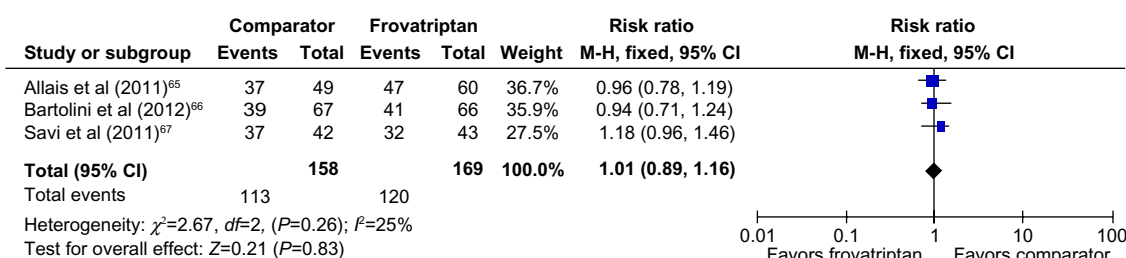 Comparator Frovatriptan Risk ratio Risk ratio
Study or subgroup Events Total Events Total Weight M-H, fixed, 95% CI M-H, fixed, 95% CI
Allais et al (2011)⁶⁵ 37 49 47 60 36.7% 0.96 (0.78, 1.19)
Bartolini et al (2012)⁶⁶ 39 67 41 66 35.9% 0.94 (0.71, 1.24)
Savi et al (2011)⁶⁷ 37 42 32 43 27.5% 1.18 (0.96, 1.46)
Total (95% CI) 158 169 100.0% 1.01 (0.89, 1.16)
Total events 113 120
Heterogeneity: χ²=2.67, df=2, (P=0.26); I²=25%
Test for overall effect: Z=0.21 (P=0.83)
0.01 0.1 1 10 100
Favors frovatriptan Favors comparator